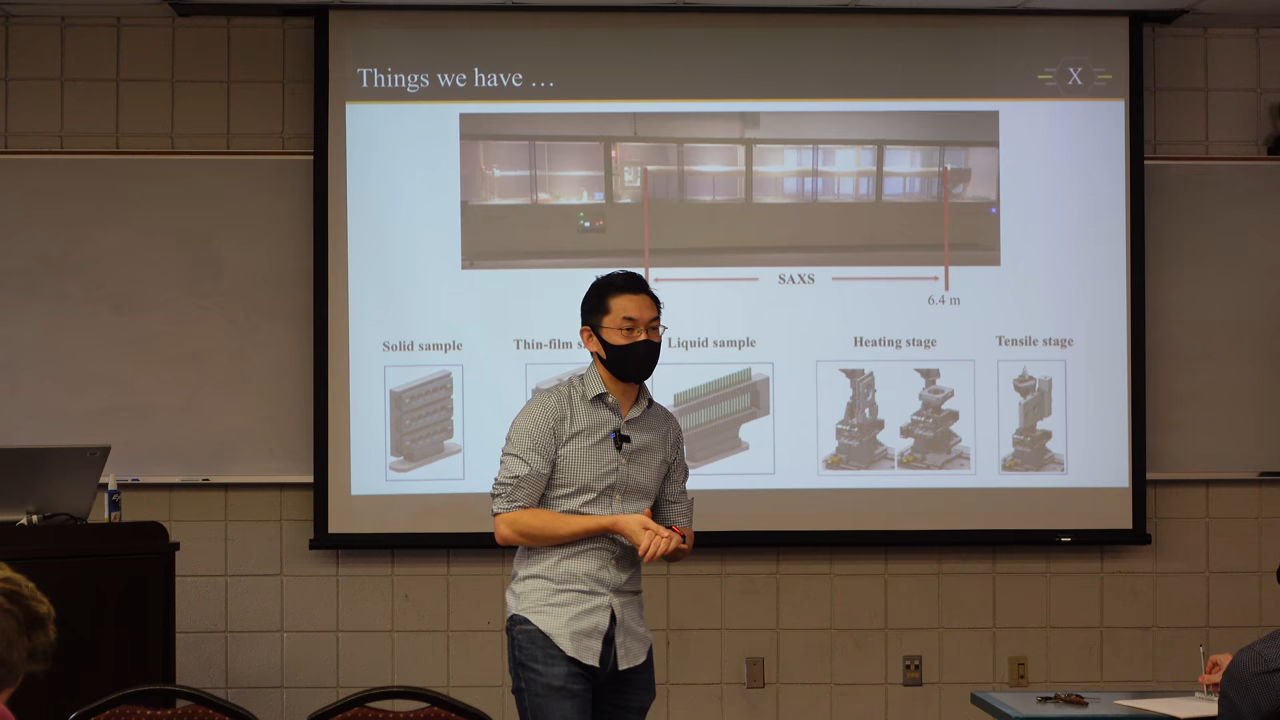 Things we have …
X
SAXS
6.4 m
Solid sample
Thin-film s
Liquid sample
Heating stage
Tensile stage